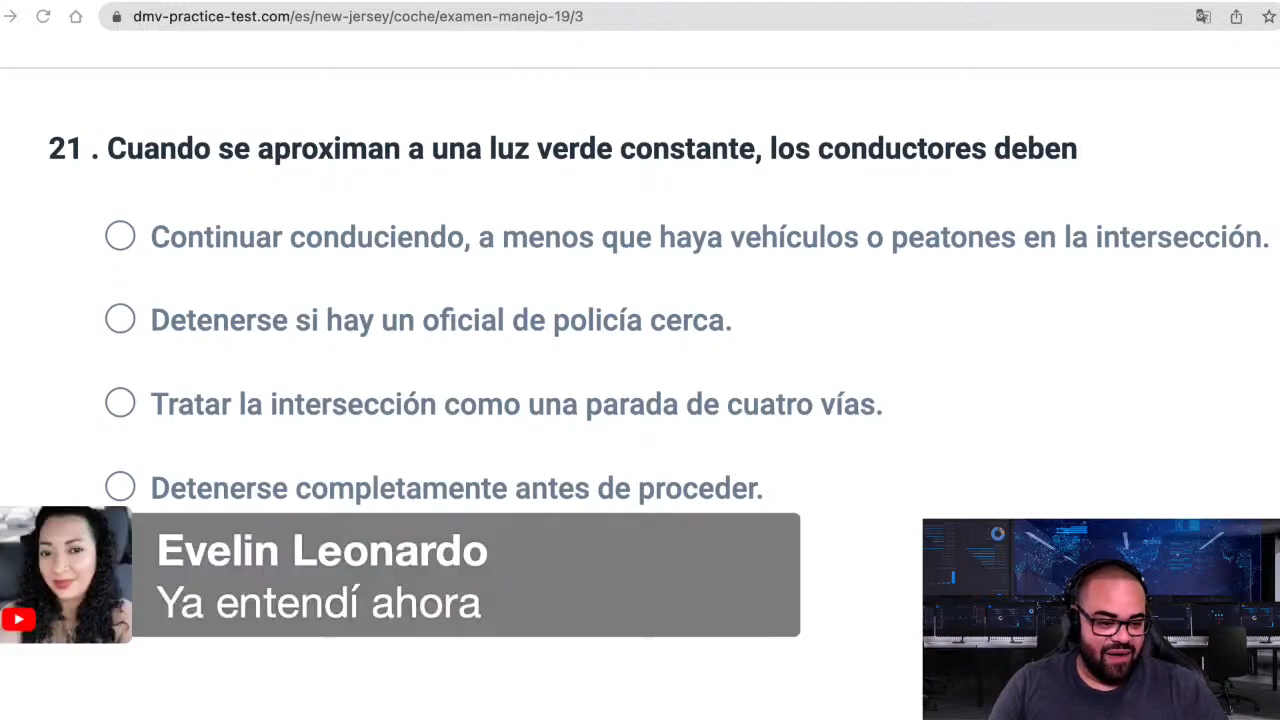 dmv-practice-test.com/es/new-jersey/coche/examen-manejo-19/3
21 . Cuando se aproximan a una luz verde constante, los conductores deben
Continuar conduciendo, a menos que haya vehículos o peatones en la intersección.
Detenerse si hay un oficial de policía cerca.
Tratar la intersección como una parada de cuatro vías.
Detenerse completamente antes de proceder.
Evelin Leonardo
Ya entendí ahora